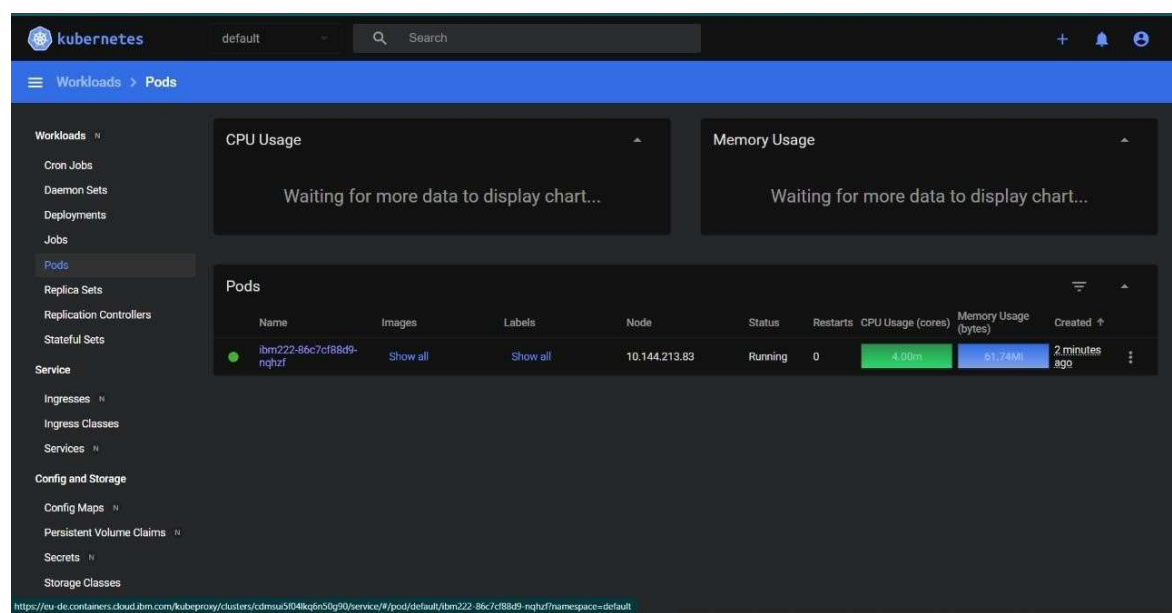 kubernetes
default
Search
Workloads > Pods
Workloads N
Cron Jobs
Daemon Sets
Deployments
Jobs
Pods
Replica Sets
Replication Controllers
Stateful Sets
Service
Ingresses N
Ingress Classes
Services N
Config and Storage
Config Maps N
Persistent Volume Claims N
Secrets N
Storage Classes
CPU Usage
Waiting for more data to display chart...
Memory Usage
Waiting for more data to display chart...
Pods
Name Images Labels Node Status Restarts CPU Usage (cores) Memory Usage (bytes) Created
ibm222-86c7cf88d9-
nqhzf
Show all Show all 10.144.213.83 Running 0 4.00m 61.74Mi 2 minutes
ago
https://eu-de.containers.cloud.ibm.com/kubeproxy/clusters/cdmsui5f04lkq6n50g90/service/#/pod/default/ibm222-86c7cf88d9-nqhzf?namespace=default